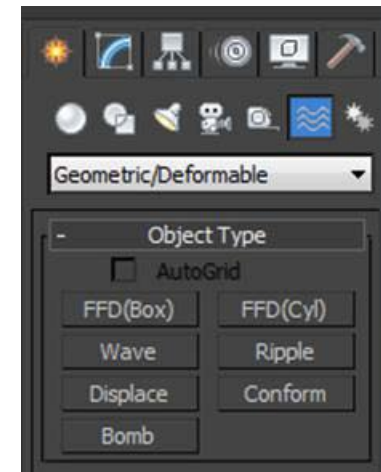 Geometric/Deformable
- Object Type
AutoGrid
FFD(Box) FFD(Cyl)
Wave Ripple
Displace Conform
Bomb